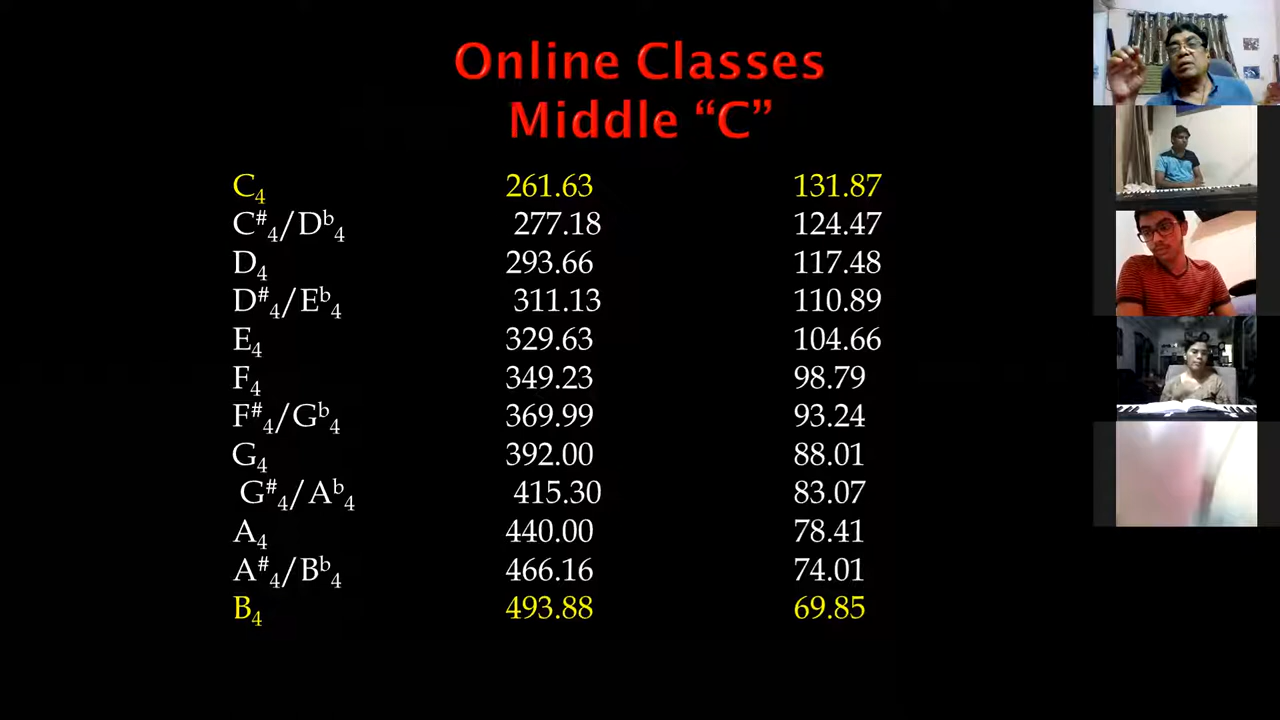 Online Classes
Middle “C”
C₄ 261.63 131.87
C#₄/Dᵇ₄ 277.18 124.47
D₄ 293.66 117.48
D#₄/Eᵇ₄ 311.13 110.89
E₄ 329.63 104.66
F₄ 349.23 98.79
F#₄/Gᵇ₄ 369.99 93.24
G₄ 392.00 88.01
G#₄/Aᵇ₄ 415.30 83.07
A₄ 440.00 78.41
A#₄/Bᵇ₄ 466.16 74.01
B₄ 493.88 69.85